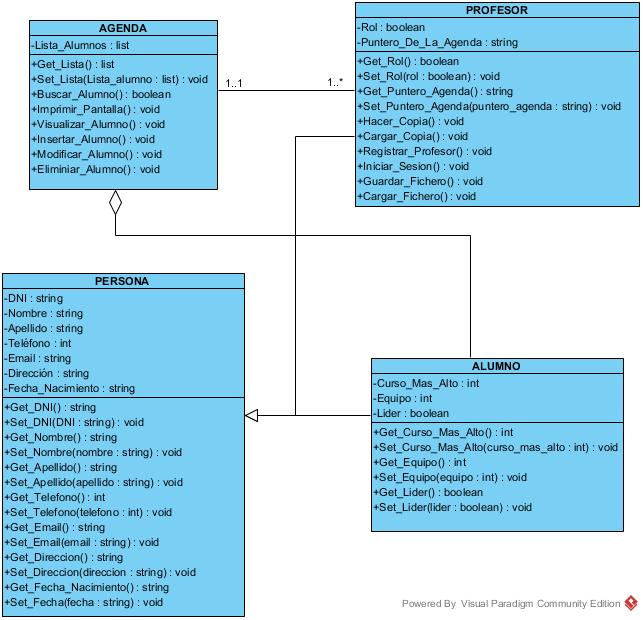 AGENDA
-Lista_Alumnos : list
+Get_Lista() : list
+Set_Lista(Lista_alumno : list) : void
+Buscar_Alumno() : boolean
+Imprimir_Pantalla() : void
+Visualizar_Alumno() : void
+Insertar_Alumno() : void
+Modificar_Alumno() : void
+Eliminiar_Alumno() : void
1..1
1..*
PROFESOR
-Rol : boolean
-Puntero_De_La_Agenda : string
+Get_Rol() : boolean
+Set_Rol(rol : boolean) : void
+Get_Puntero_Agenda() : string
+Set_Puntero_Agenda(puntero_agenda : string) : void
+Hacer_Copia() : void
+Cargar_Copia() : void
+Registrar_Profesor() : void
+Iniciar_Sesion() : void
+Guardar_Fichero() : void
+Cargar_Fichero() : void
PERSONA
-DNI : string
-Nombre : string
-Apellido : string
-Teléfono : int
-Email : string
-Dirección : string
-Fecha_Nacimiento : string
+Get_DNI() : string
+Set_DNI(DNI : string) : void
+Get_Nombre() : string
+Set_Nombre(nombre : string) : void
+Get_Apellido() : string
+Set_Apellido(apellido : string) : void
+Get_Telefono() : int
+Set_Telefono(telefono : int) : void
+Get_Email() : string
+Set_Email(email : string) : void
+Get_Direccion() : string
+Set_Direccion(direccion : string) : void
+Get_Fecha_Nacimiento() : string
+Set_Fecha(fecha : string) : void
ALUMNO
-Curso_Mas_Alto : int
-Equipo : int
-Lider : boolean
+Get_Curso_Mas_Alto() : int
+Set_Curso_Mas_Alto(curso_mas_alto : int) : void
+Get_Equipo() : int
+Set_Equipo(equipo : int) : void
+Get_Lider() : boolean
+Set_Lider(lider : boolean) : void
Powered By Visual Paradigm Community Edition